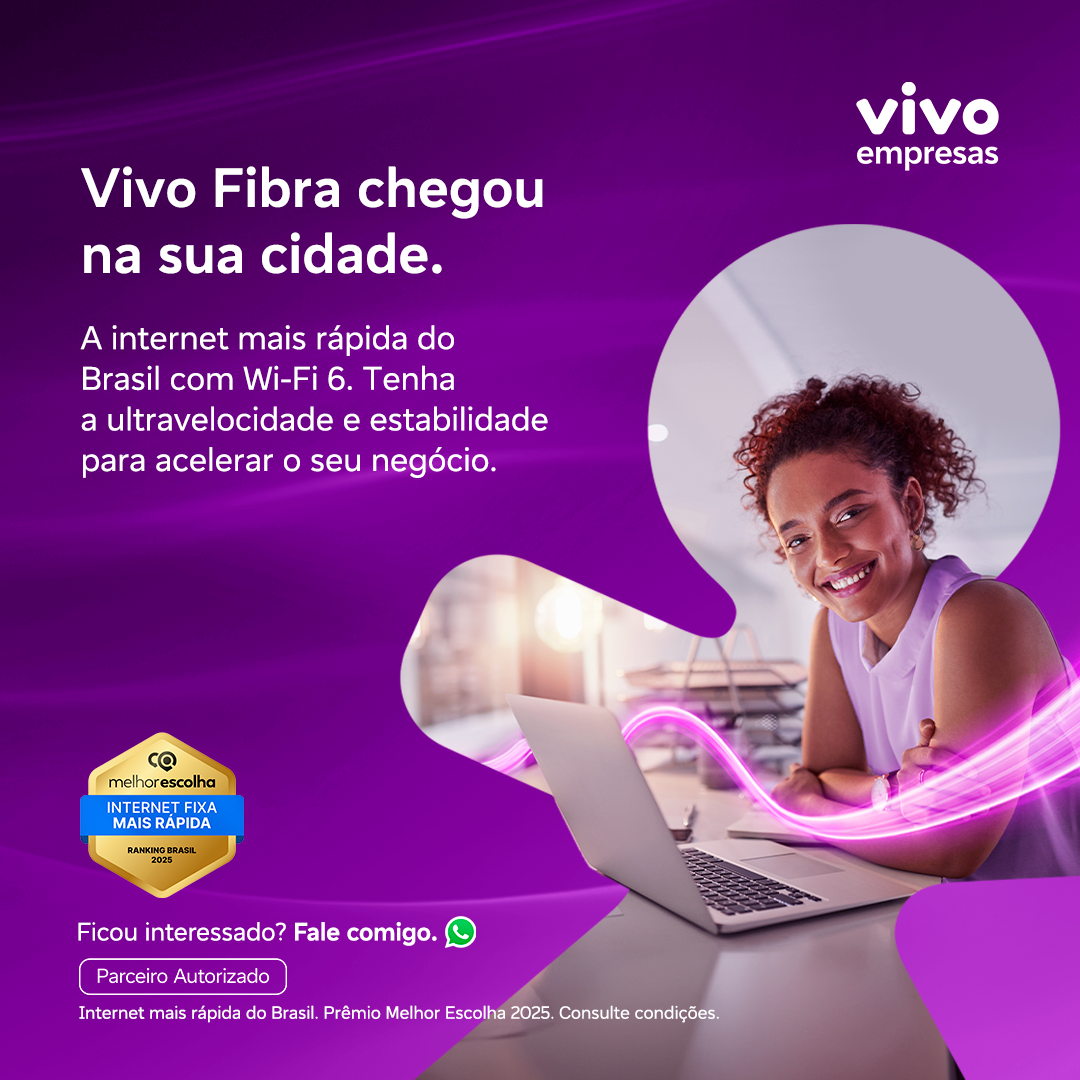 vivo
empresas
Vivo Fibra chegou
na sua cidade.
A internet mais rápida do
Brasil com Wi-Fi 6. Tenha
a ultravelocidade e estabilidade
para acelerar o seu negócio.
melhorescolha
INTERNET FIXA
MAIS RÁPIDA
RANKING BRASIL
2025
Ficou interessado? Fale comigo.
Parceiro Autorizado
Internet mais rápida do Brasil. Prêmio Melhor Escolha 2025. Consulte condições.